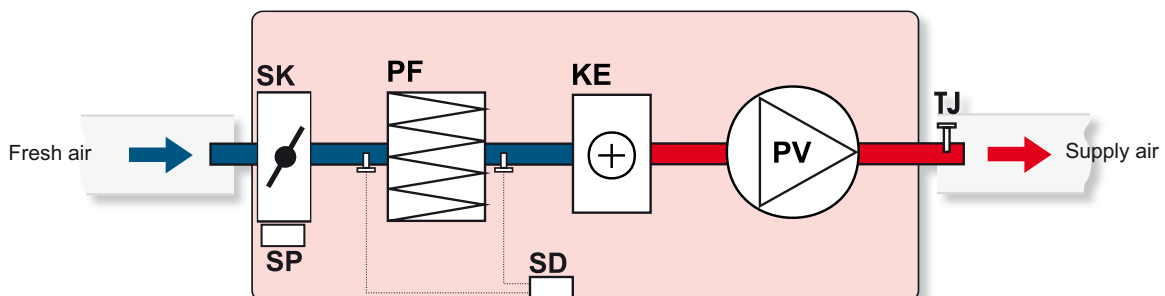 SK
PF
KE
TJ
Fresh air
PV
Supply air
SP
SD